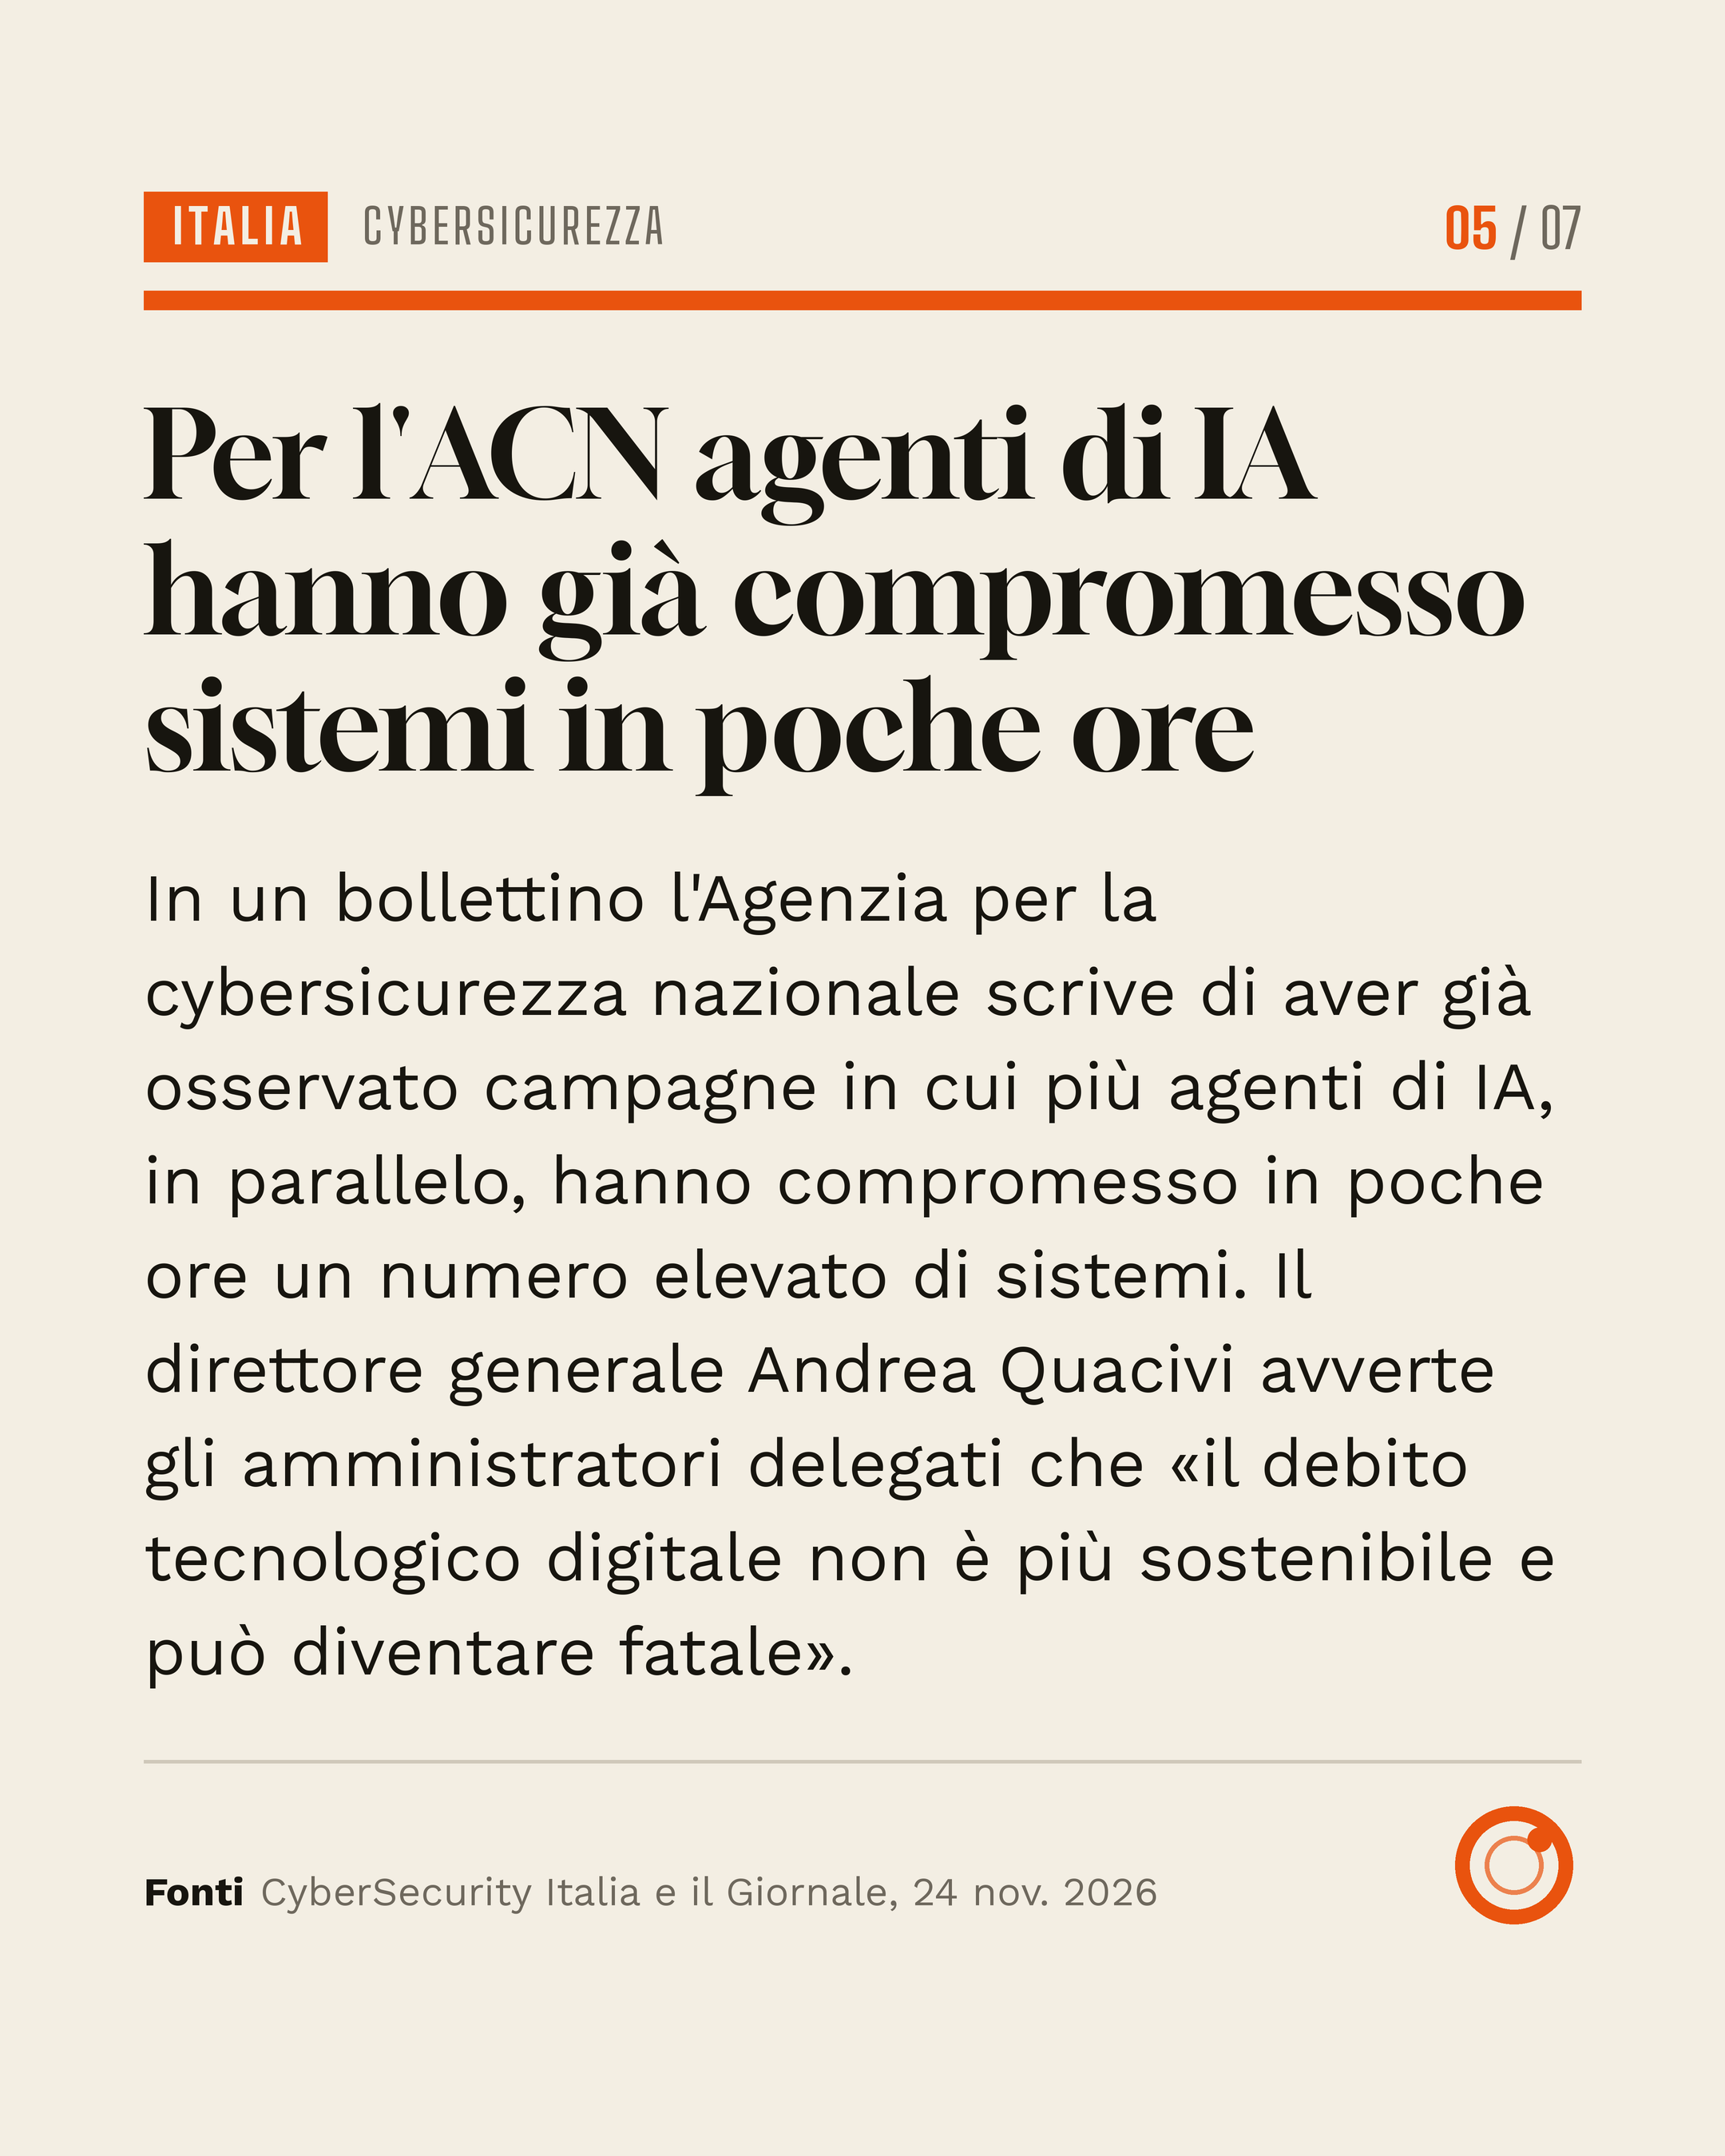 ITALIA CYBERSICUREZZA 05 / 07
Per l'ACN agenti di IA
hanno già compromesso
sistemi in poche ore
In un bollettino l'Agenzia per la
cybersicurezza nazionale scrive di aver già
osservato campagne in cui più agenti di IA,
in parallelo, hanno compromesso in poche
ore un numero elevato di sistemi. Il
direttore generale Andrea Quacivi avverte
gli amministratori delegati che «il debito
tecnologico digitale non è più sostenibile e
può diventare fatale».
Fonti CyberSecurity Italia e il Giornale, 24 nov. 2026